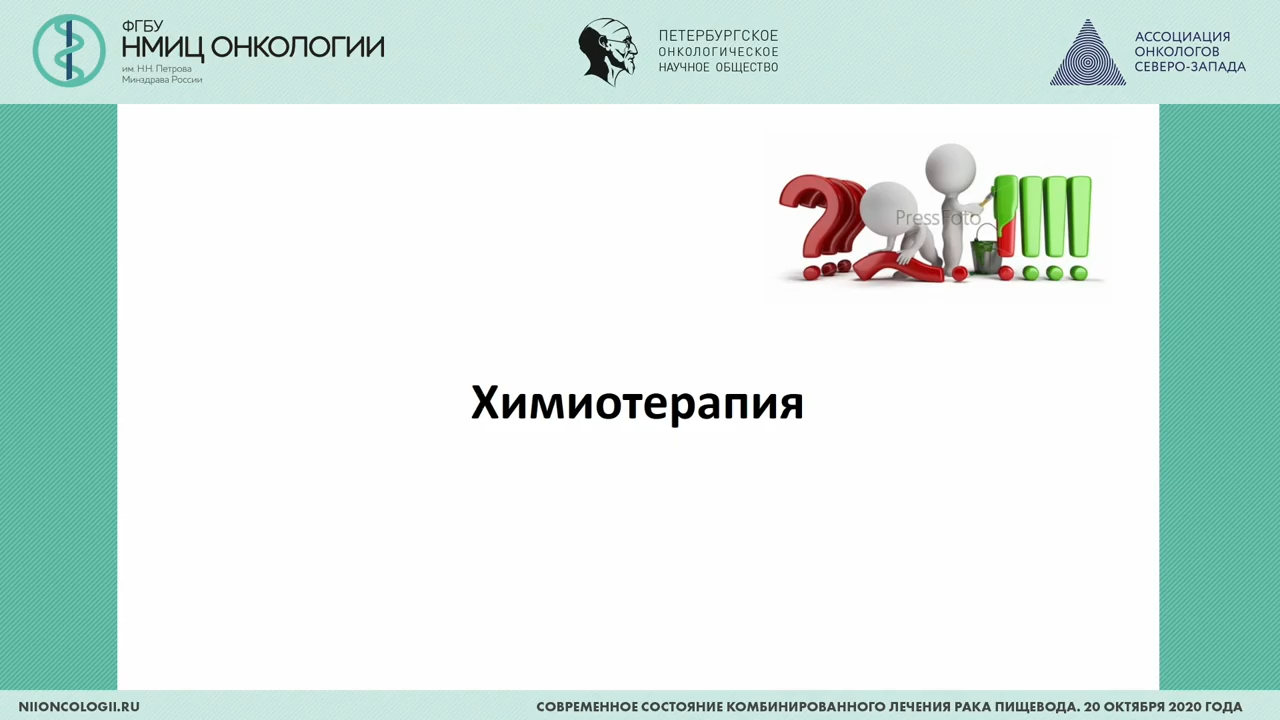 ФГБУ
НМИЦ ОНКОЛОГИИ
им. Н.Н. Петрова
Минздрава России
ПЕТЕРБУРГСКОЕ
ОНКОЛОГИЧЕСКОЕ
НАУЧНОЕ ОБЩЕСТВО
АССОЦИАЦИЯ
ОНКОЛОГОВ
СЕВЕРО-ЗАПАДА
PressFoto
Химиотерапия
NIIONCOLOGII.RU
СОВРЕМЕННОЕ СОСТОЯНИЕ КОМБИНИРОВАННОГО ЛЕЧЕНИЯ РАКА ПИЩЕВОДА. 20 ОКТЯБРЯ 2020 ГОДА